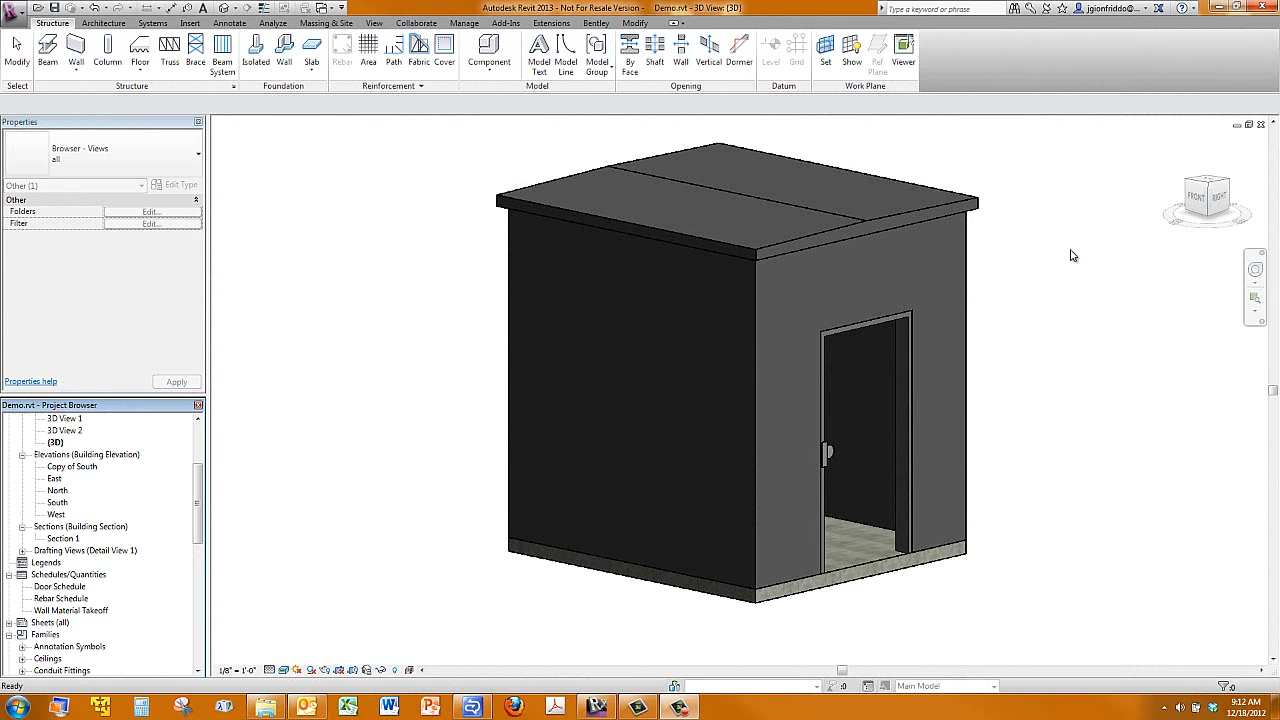 Autodesk Revit 2013 - Not For Resale Version - Demo.rvt - 3D View: {3D}
Type a keyword or phrase
jgionfriddo@...
Structure Architecture Systems Insert Annotate Analyze Massing & Site View Collaborate Manage Add-Ins Extensions Bentley Modify
Modify Beam Wall Column Floor Truss Brace Beam System Isolated Wall Slab Rebar Area Path Fabric Cover Component Model Text Model Line Model Group By Face Shaft Wall Vertical Dormer Level Grid Set Show Ref Plane Viewer
Select Structure Foundation Reinforcement Model Opening Datum Work Plane
Properties
Browser - Views
all
Other (1) Edit Type
Other
Folders Edit...
Filter Edit...
FRONT RIGHT
Properties help Apply
Demo.rvt - Project Browser
3D View 1
3D View 2
{3D}
Elevations (Building Elevation)
Copy of South
East
North
South
West
Sections (Building Section)
Section 1
Drafting Views (Detail View 1)
Legends
Schedules/Quantities
Door Schedule
Rebar Schedule
Wall Material Takeoff
Sheets (all)
Families
Annotation Symbols
Ceilings
Conduit Fittings
1/8" = 1'-0"
Ready
:0
Main Model
:0
9:12 AM
12/18/2012